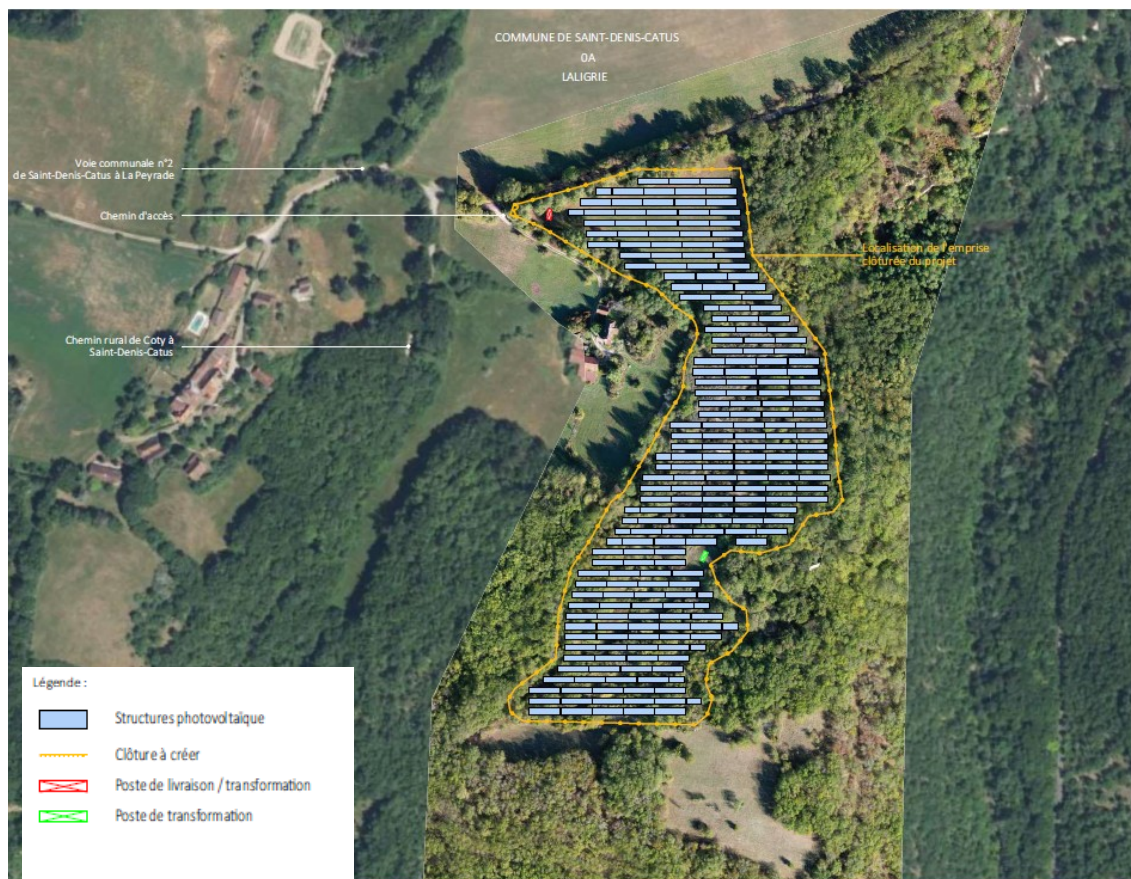 COMMUNE DE SAINT-DENIS-CATUS
0A
LALIGRIE
Voie communale n°2
de Saint-Denis-Catus à La Peyrade
Chemin d'accès
Localisation de l'emprise
clôturée du projet
Chemin rural de Coty à
Saint-Denis-Catus
Légende :
Structures photovoltaïque
Clôture à créer
Poste de livraison / transformation
Poste de transformation